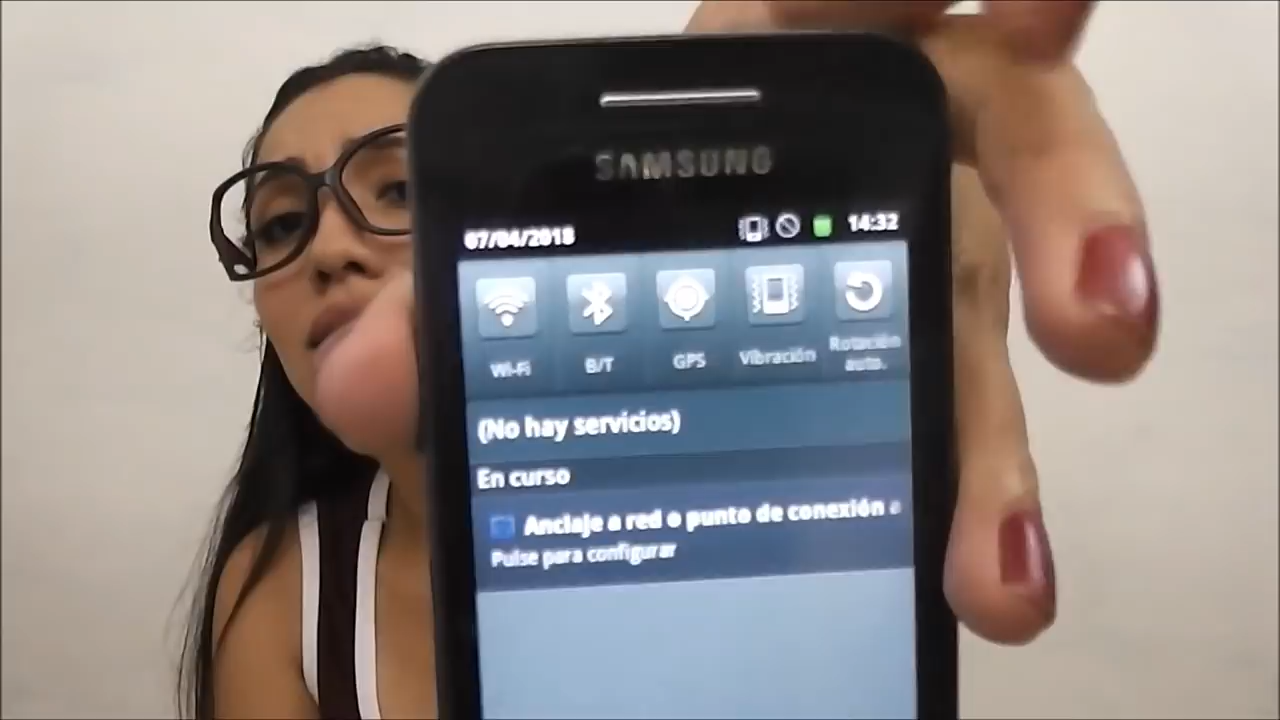 SAMSUNG
07/04/2018 14:32
Wi-Fi B/T GPS Vibración Rotación auto.
(No hay servicios)
En curso
Anclaje a red o punto de conexión a
Pulse para configurar